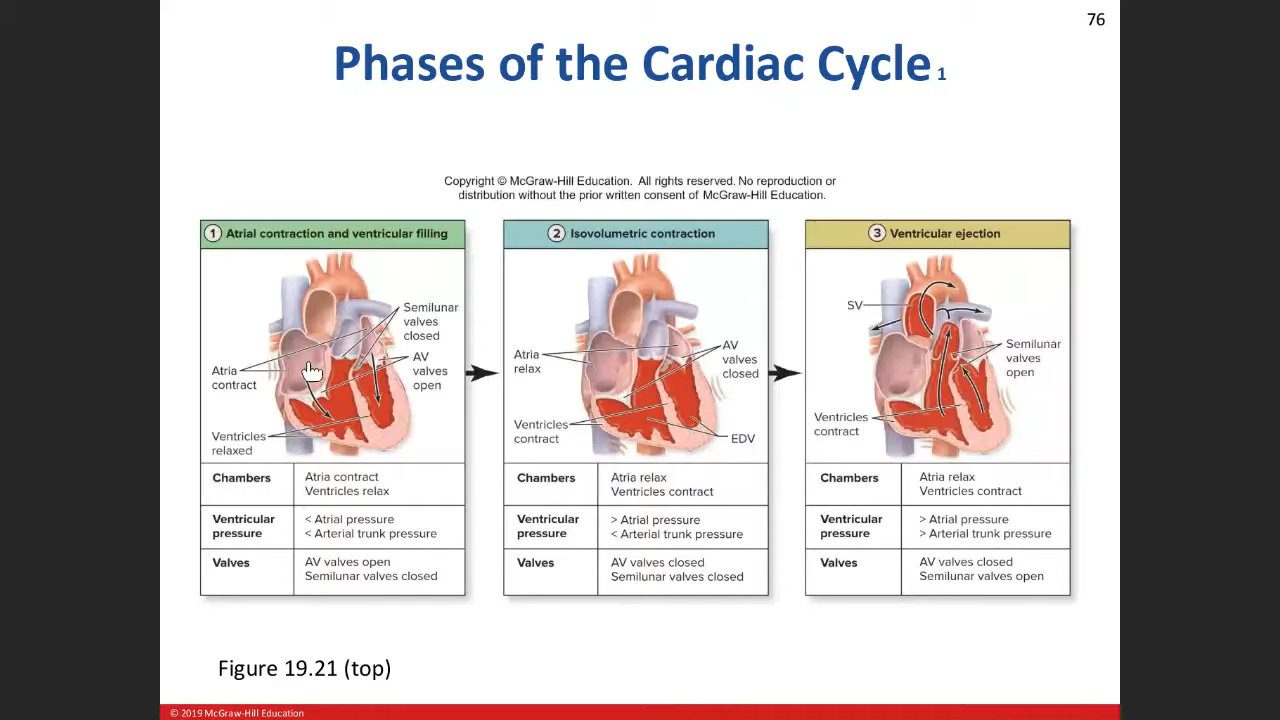 76
Phases of the Cardiac Cycle 1
Copyright © McGraw-Hill Education. All rights reserved. No reproduction or
distribution without the prior written consent of McGraw-Hill Education.
1 Atrial contraction and ventricular filling
Semilunar
valves
closed
AV
valves
open
Atria
contract
Ventricles
relaxed
Chambers
Atria contract
Ventricles relax
Ventricular
pressure
< Atrial pressure
< Arterial trunk pressure
Valves
AV valves open
Semilunar valves closed
2 Isovolumetric contraction
Atria
relax
AV
valves
closed
Ventricles
contract
EDV
Chambers
Atria relax
Ventricles contract
Ventricular
pressure
> Atrial pressure
< Arterial trunk pressure
Valves
AV valves closed
Semilunar valves closed
3 Ventricular ejection
SV
Semilunar
valves
open
Ventricles
contract
Chambers
Atria relax
Ventricles contract
Ventricular
pressure
> Atrial pressure
> Arterial trunk pressure
Valves
AV valves closed
Semilunar valves open
Figure 19.21 (top)
© 2019 McGraw-Hill Education